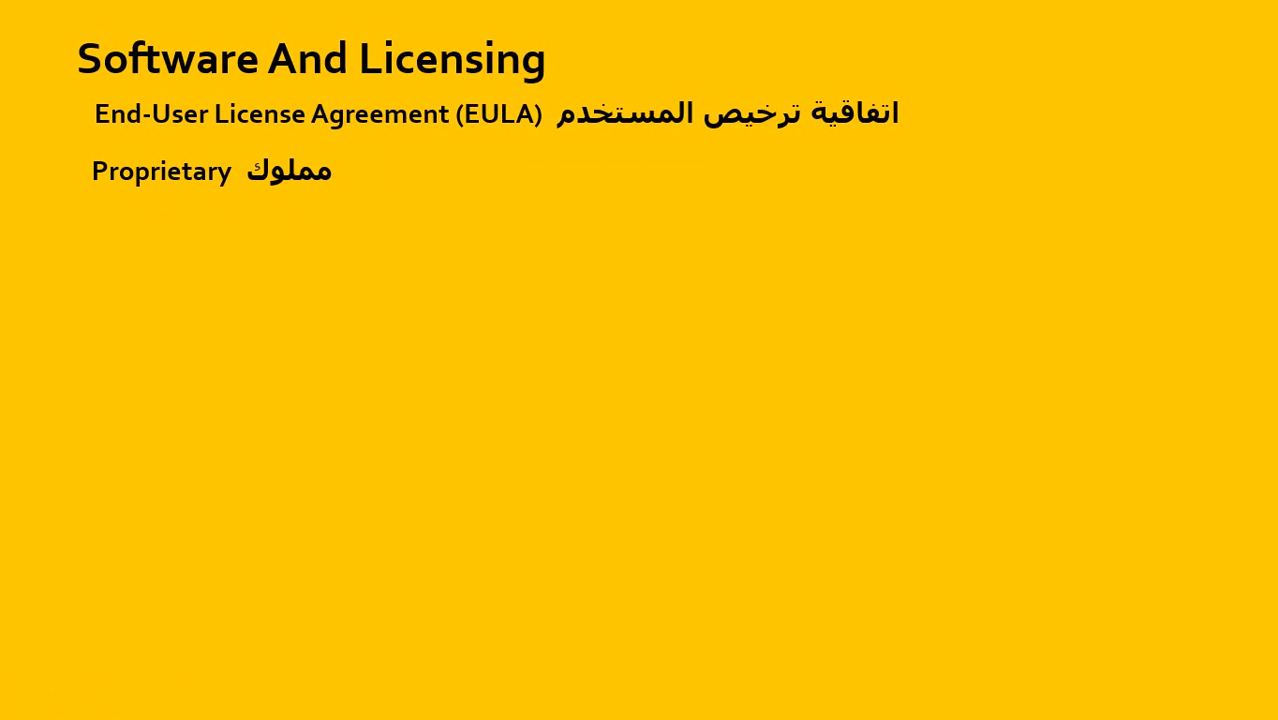 Software And Licensing
End-User License Agreement (EULA) اتفاقية ترخيص المستخدم
Proprietary مملوك